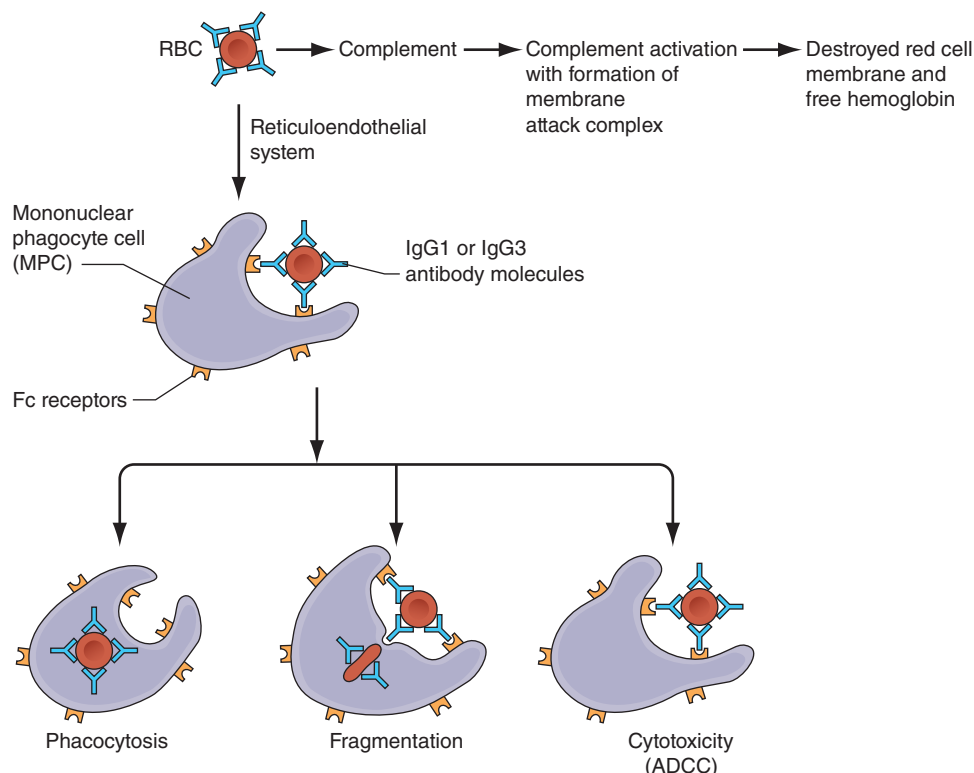 RBC
Complement
Complement activation
with formation of
membrane
attack complex
Destroyed red cell
membrane and
free hemoglobin
Reticuloendothelial
system
Mononuclear
phagocyte cell
(MPC)
IgG1 or IgG3
antibody molecules
Fc receptors
Phacocytosis
Fragmentation
Cytotoxicity
(ADCC)